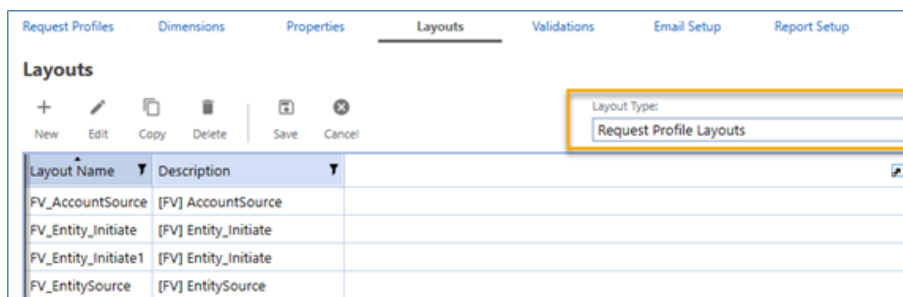 Request Profiles Dimensions Properties Layouts Validations Email Setup Report Setup
Layouts
Layout Type:
New Edit Copy Delete Save Cancel
Request Profile Layouts
Layout Name Description
FV_AccountSource [FV] AccountSource
FV_Entity_Initiate [FV] Entity_Initiate
FV_Entity_Initiate1 [FV] Entity_Initiate
FV_EntitySource [FV] EntitySource